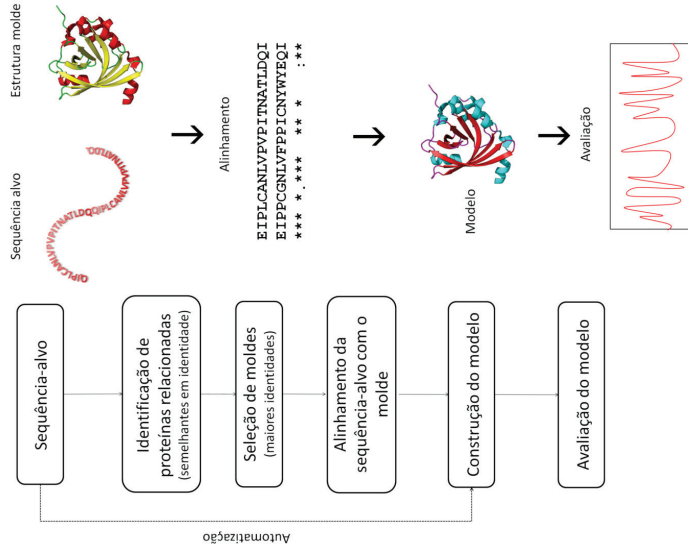 Sequência alvo
Estrutura molde
QIPLCANLVPVPITNATLDQQIPLCANLVPVPITNATLDQ
Alinhamento
EIPLCANLVPVPITNATLDQI
EIPPCGNLVFPPICNYWYEQI
*** *.***   ** *    :**
Modelo
Avaliação
Automatização
Sequência-alvo
Identificação de
proteínas relacionadas
(semelhantes em identidade)
Seleção de moldes
(maiores identidades)
Alinhamento da
sequência-alvo com o
molde
Construção do modelo
Avaliação do modelo